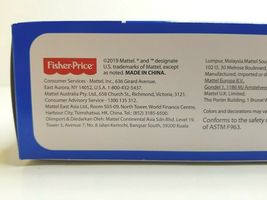 Fisher-Price
©2019 Mattel. ® and ™ designate
U.S. trademarks of Mattel, except
as noted. MADE IN CHINA.
Consumer Services - Mattel, Inc., 636 Girard Avenue,
East Aurora, NY 14052, U.S.A. 1-800-432-5437.
Mattel Australia Pty. Ltd., 658 Church St., Richmond, Victoria, 3121.
Consumer Advisory Service - 1300 135 312.
Mattel East Asia Ltd., Room 503-09, North Tower, World Finance Centre,
Harbour City, Tsimshatsui, HK, China. Tel.: (852) 3185-6500.
Diimport & Diedarkan Oleh: Mattel Continental Asia Sdn Bhd. Level 19,
Tower 3, Avenue 7, No. 8 Jalan Kerinchi, Bangsar South, 59200 Kuala
Lumpur, Malaysia. Mattel Sou
102 O, 30 Melrose Boulevard,
Manufactured, imported or di
Mattel Europa B.V.,
Gondel 1, 1186 MJ Amstelveen
Mattel U.K. Limited,
The Porter Building, 1 Brunel
Conforms to the safety re
of ASTM F963.